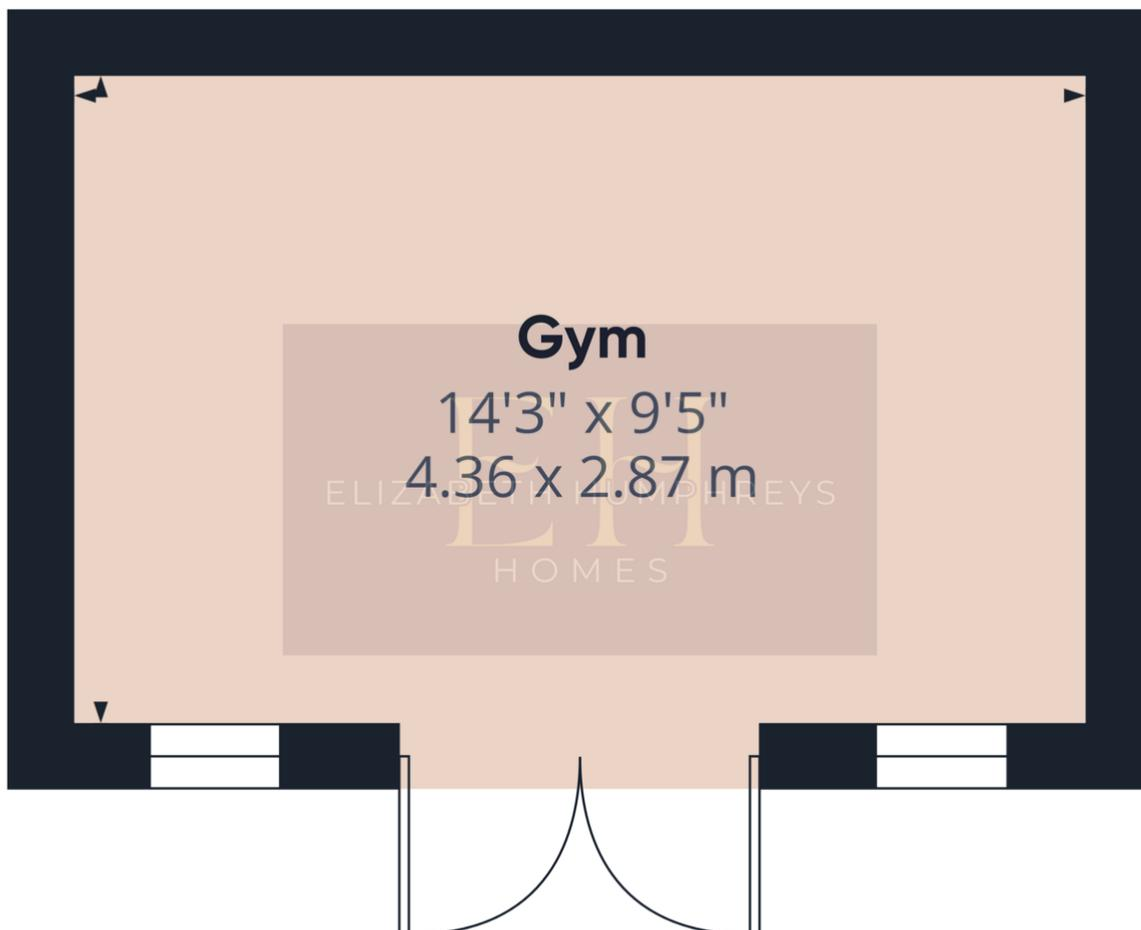 Gym
14'3" x 9'5"
4.36 x 2.87 m
EH
ELIZABETH HUMPHREYS
HOMES